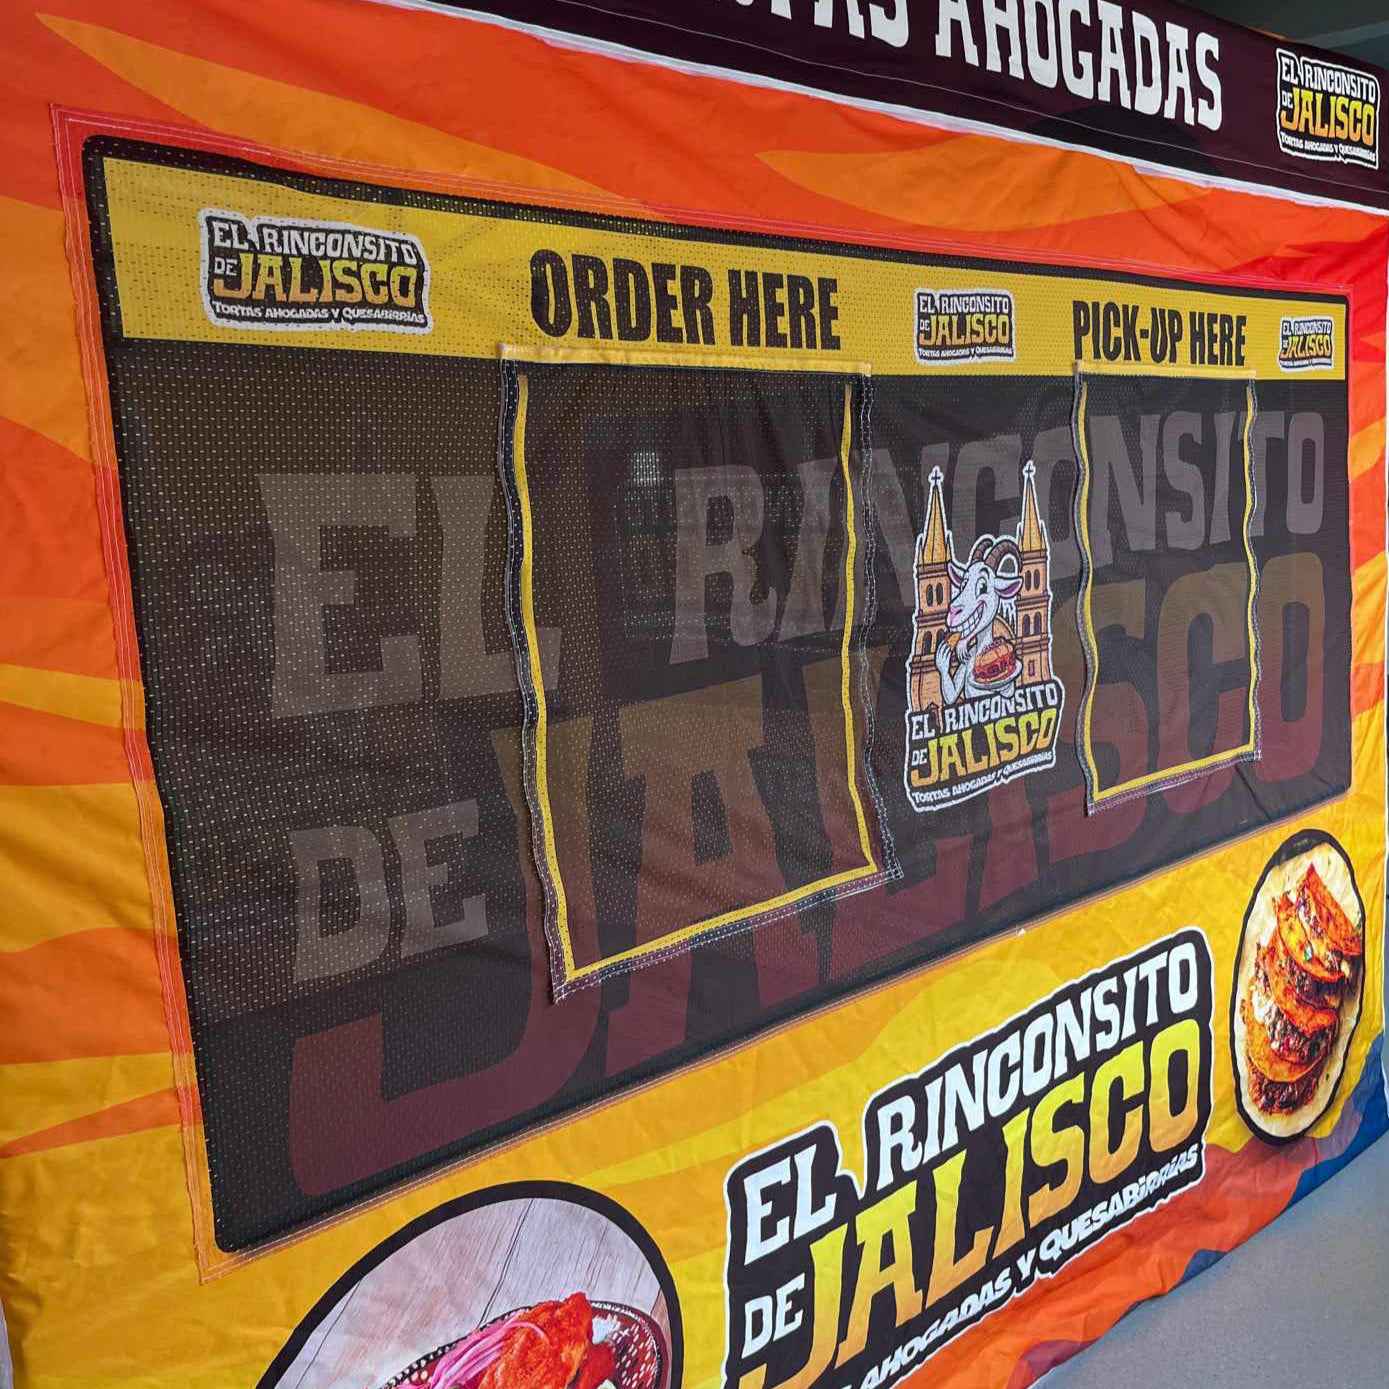 AHOGADAS
EL RINCONSITO
DE JALISCO
TORTAS AHOGADAS Y QUESABIRRIAS
EL RINCONSITO
DE JALISCO
TORTAS AHOGADAS Y QUESABIRRIAS
ORDER HERE
EL RINCONSITO
DE JALISCO
TORTAS AHOGADAS Y QUESABIRRIAS
PICK-UP HERE
EL RINCONSITO
DE JALISCO
EL RINCONSITO
DE JALISCO
EL RINCONSITO
DE JALISCO
TORTAS AHOGADAS Y QUESABIRRIAS
EL RINCONSITO
DE JALISCO
AHOGADAS Y QUESABIRRIAS